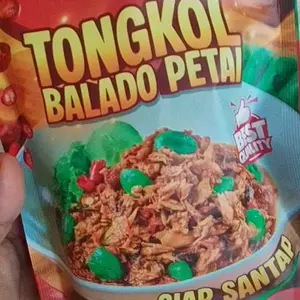 TONGKOL
BALADO PETAI
BEST
QUALITY
SIAP SANTAP